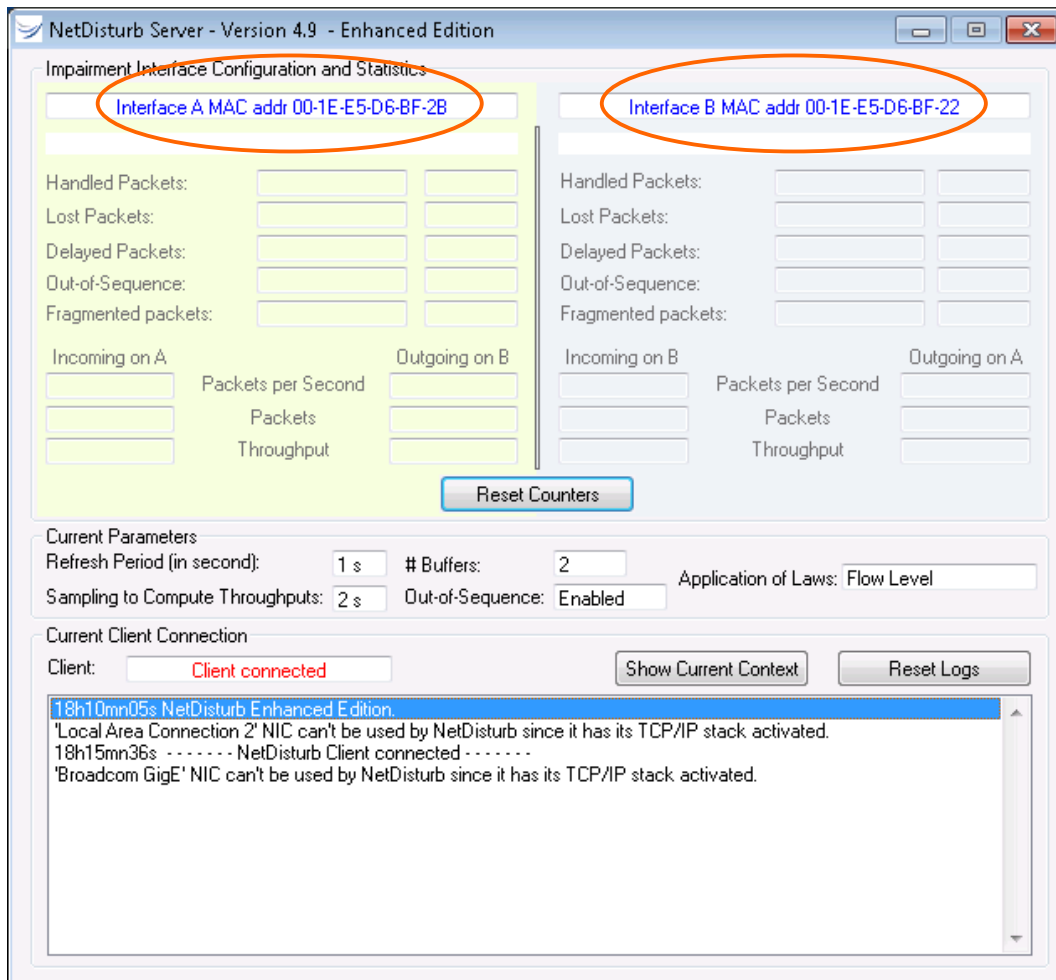 NetDisturb Server - Version 4.9 - Enhanced Edition
Impairment Interface Configuration and Statistics
Interface A MAC addr 00-1E-E5-D6-BF-2B
Interface B MAC addr 00-1E-E5-D6-BF-22
Handled Packets:
Lost Packets:
Delayed Packets:
Out-of-Sequence:
Fragmented packets:
Handled Packets:
Lost Packets:
Delayed Packets:
Out-of-Sequence:
Fragmented packets:
Incoming on A Outgoing on B
Packets per Second
Packets
Throughput
Incoming on B Outgoing on A
Packets per Second
Packets
Throughput
Reset Counters
Current Parameters
Refresh Period (in second): 1 s # Buffers: 2
Application of Laws: Flow Level
Sampling to Compute Throughputs: 2 s Out-of-Sequence: Enabled
Current Client Connection
Client: Client connected Show Current Context Reset Logs
18h10mn05s NetDisturb Enhanced Edition.
'Local Area Connection 2' NIC can't be used by NetDisturb since it has its TCP/IP stack activated.
18h15mn36s - - - - - - - NetDisturb Client connected - - - - - - -
'Broadcom GigE' NIC can't be used by NetDisturb since it has its TCP/IP stack activated.